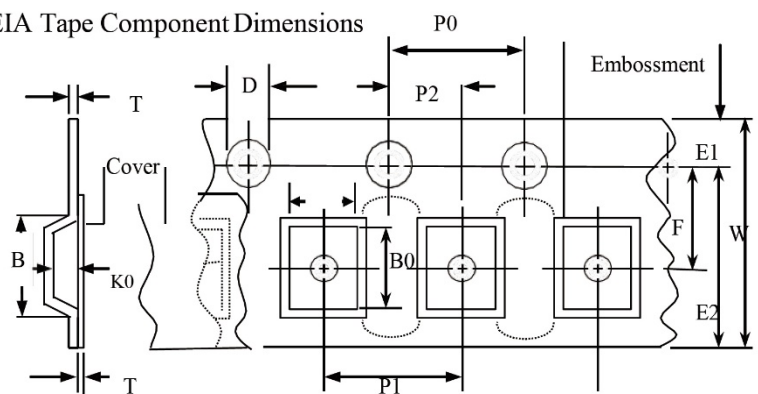 EIA Tape Component Dimensions
P0
Embossment
D
P2
T
E1
Cover
F
W
B
B0
K0
E2
T
P1